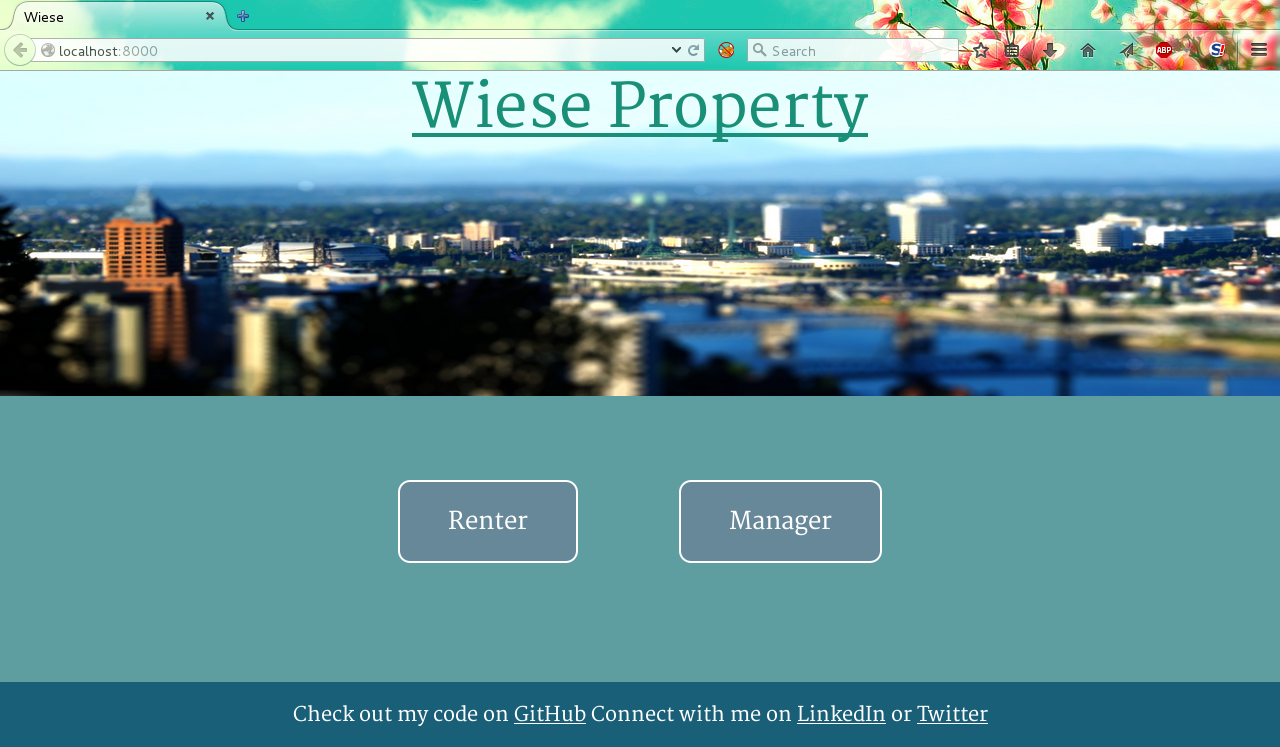 Wiese
localhost:8000
Search
ABP
S!
Wiese Property
Renter
Manager
Check out my code on GitHub Connect with me on LinkedIn or Twitter